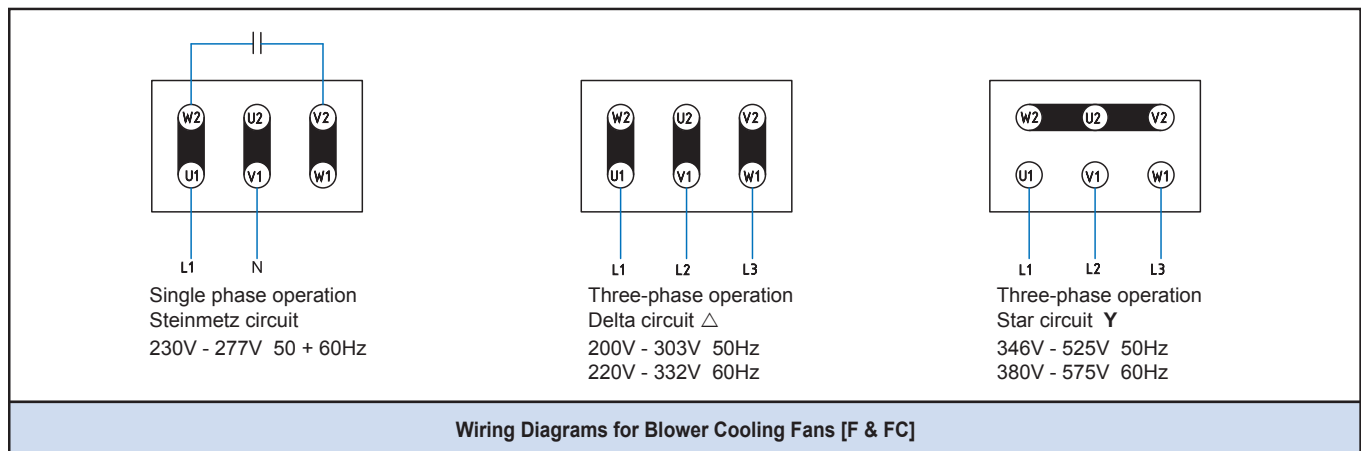 W2 U2 V2
U1 V1 W1
L1 N
Single phase operation
Steinmetz circuit
230V - 277V 50 + 60Hz
W2 U2 V2
U1 V1 W1
L1 L2 L3
Three-phase operation
Delta circuit △
200V - 303V 50Hz
220V - 332V 60Hz
W2 U2 V2
U1 V1 W1
L1 L2 L3
Three-phase operation
Star circuit Y
346V - 525V 50Hz
380V - 575V 60Hz
Wiring Diagrams for Blower Cooling Fans [F & FC]